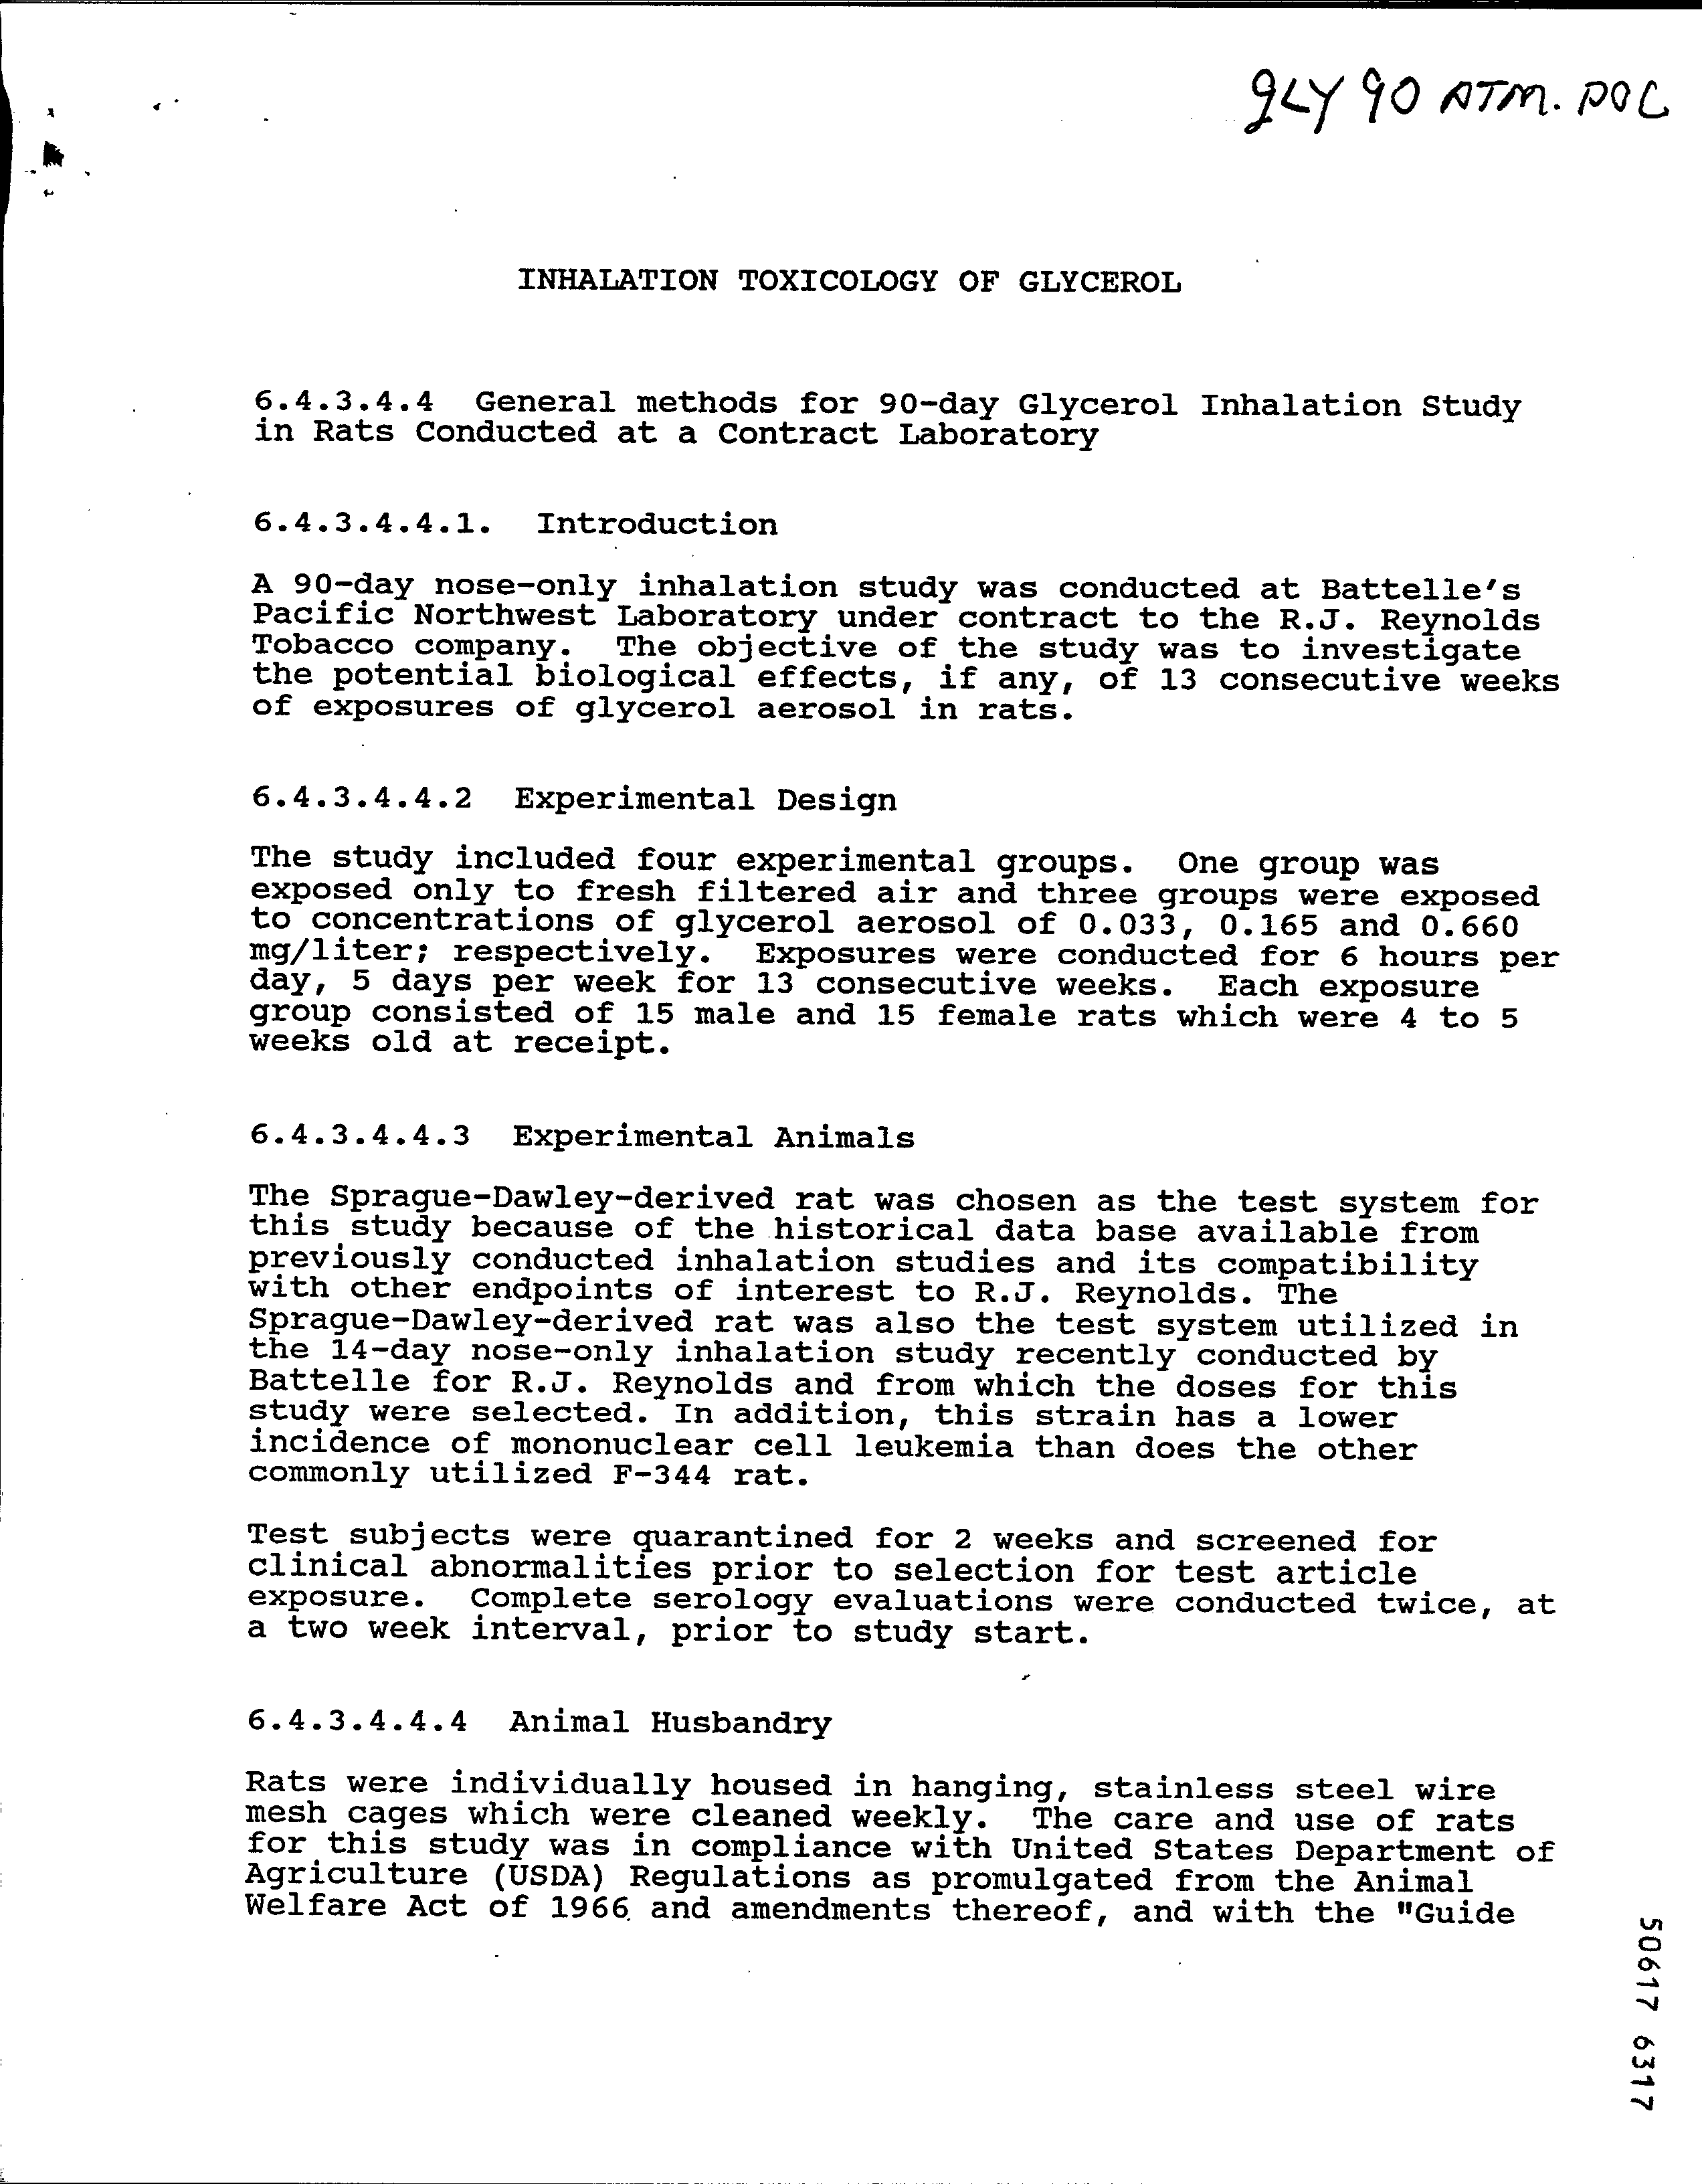 gLY 90 ATM. DOC
INHALATION TOXICOLOGY OF GLYCEROL
6.4.3.4.4 General methods for 90-day Glycerol Inhalation Study
in Rats Conducted at a Contract Laboratory
6.4.3.4.4.1. Introduction
A 90-day nose-only inhalation study was conducted at Battelle's
Pacific Northwest Laboratory under contract to the R.J. Reynolds
Tobacco company. The objective of the study was to investigate
the potential biological effects, if any, of 13 consecutive weeks
of exposures of glycerol aerosol in rats.
6.4.3.4.4.2 Experimental Design
The study included four experimental groups. One group was
exposed only to fresh filtered air and three groups were exposed
to concentrations of glycerol aerosol of 0.033, 0.165 and 0.660
mg/liter; respectively. Exposures were conducted for 6 hours per
day, 5 days per week for 13 consecutive weeks. Each exposure
group consisted of 15 male and 15 female rats which were 4 to 5
weeks old at receipt.
6.4.3.4.4.3 Experimental Animals
The Sprague-Dawley-derived rat was chosen as the test system for
this study because of the historical data base available from
previously conducted inhalation studies and its compatibility
with other endpoints of interest to R.J. Reynolds. The
Sprague-Dawley-derived rat was also the test system utilized in
the 14-day nose-only inhalation study recently conducted by
Battelle for R.J. Reynolds and from which the doses for this
study were selected. In addition, this strain has a lower
incidence of mononuclear cell leukemia than does the other
commonly utilized F-344 rat.
Test subjects were quarantined for 2 weeks and screened for
clinical abnormalities prior to selection for test article
exposure. Complete serology evaluations were conducted twice, at
a two week interval, prior to study start.
6.4.3.4.4.4 Animal Husbandry
Rats were individually housed in hanging, stainless steel wire
mesh cages which were cleaned weekly. The care and use of rats
for this study was in compliance with United States Department of
Agriculture (USDA) Regulations as promulgated from the Animal
Welfare Act of 1966 and amendments thereof, and with the "Guide
50617 6317